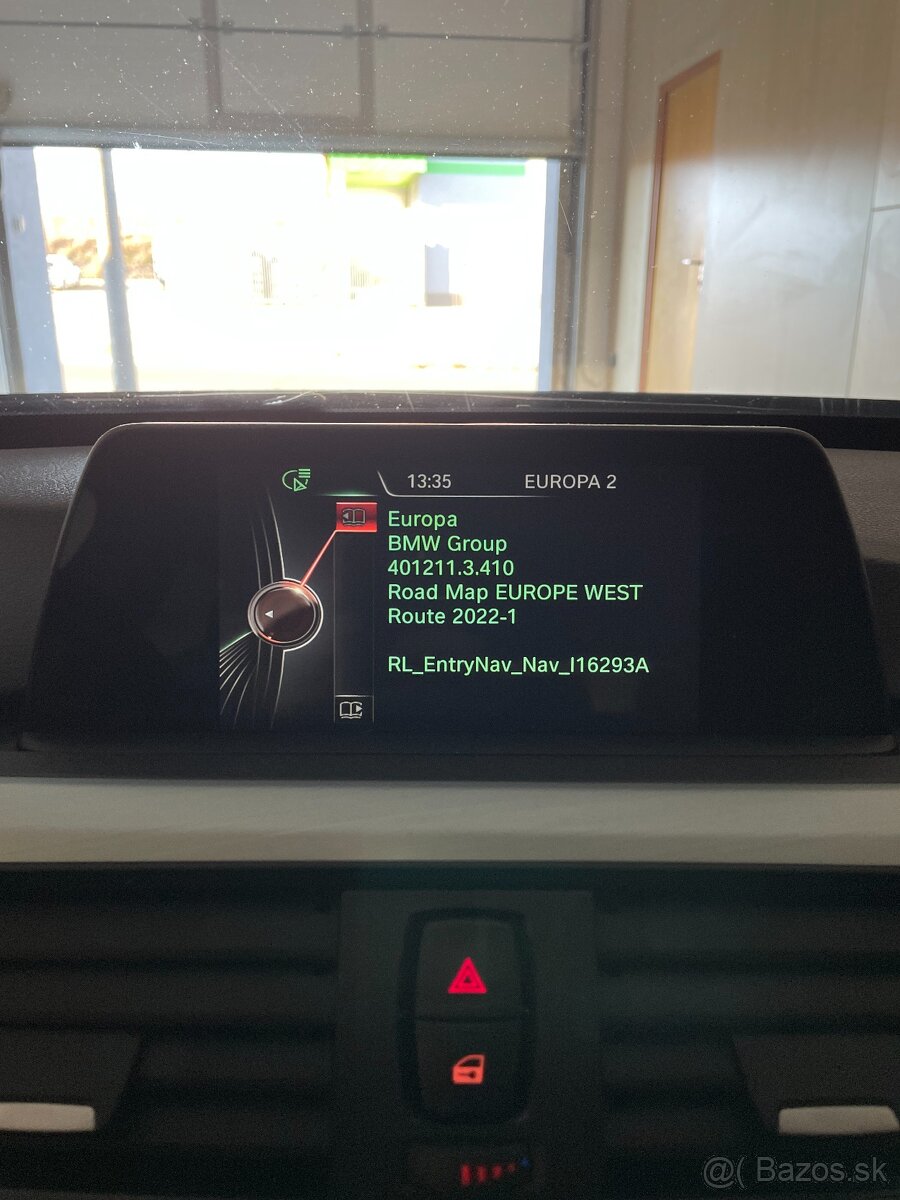 13:35 EUROPA 2
Europa
BMW Group
401211.3.410
Road Map EUROPE WEST
Route 2022-1
RL_EntryNav_Nav_I16293A
@( Bazos.sk